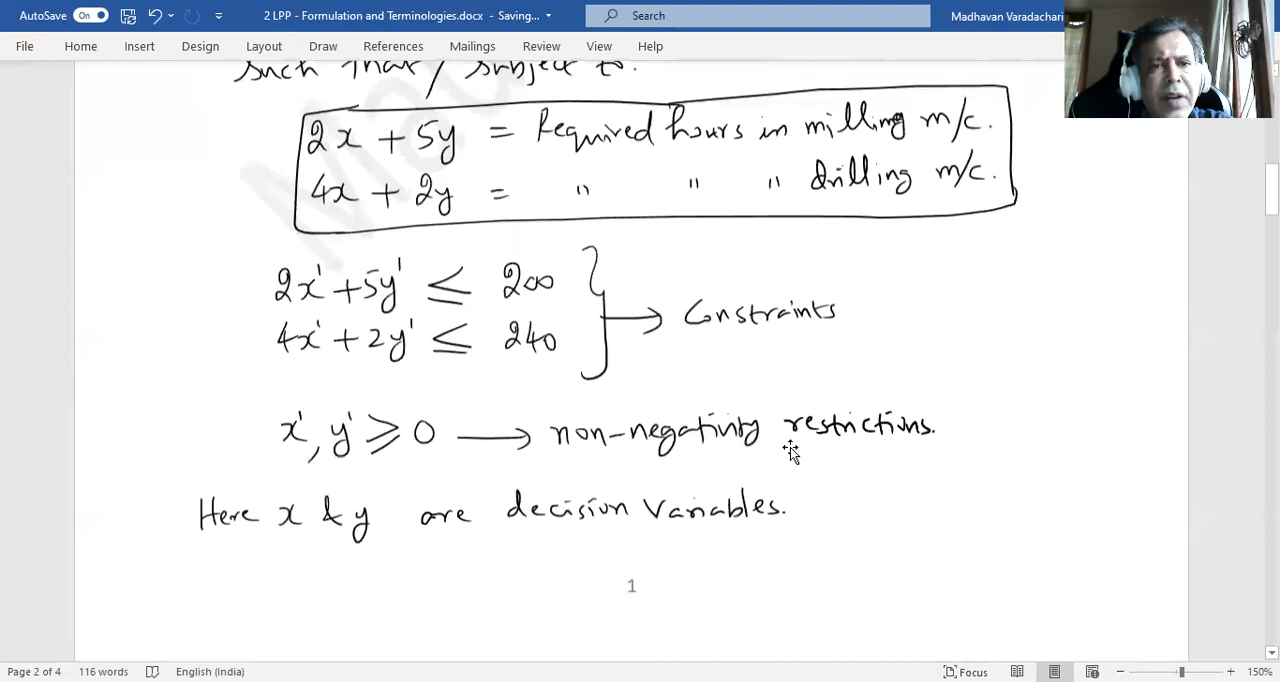 AutoSave On 2 LPP - Formulation and Terminologies.docx - Saving... Search Madhavan Varadachari
File Home Insert Design Layout Draw References Mailings Review View Help
such that / subject to:
2x + 5y = Required hours in milling m/c.
4x + 2y = " " " drilling m/c.
2x' + 5y' ≤ 200
4x' + 2y' ≤ 240
→ Constraints
x', y' ≥ 0 → non-negativity restrictions.
Here x & y are decision variables.
1
Page 2 of 4 116 words English (India) Focus 150%